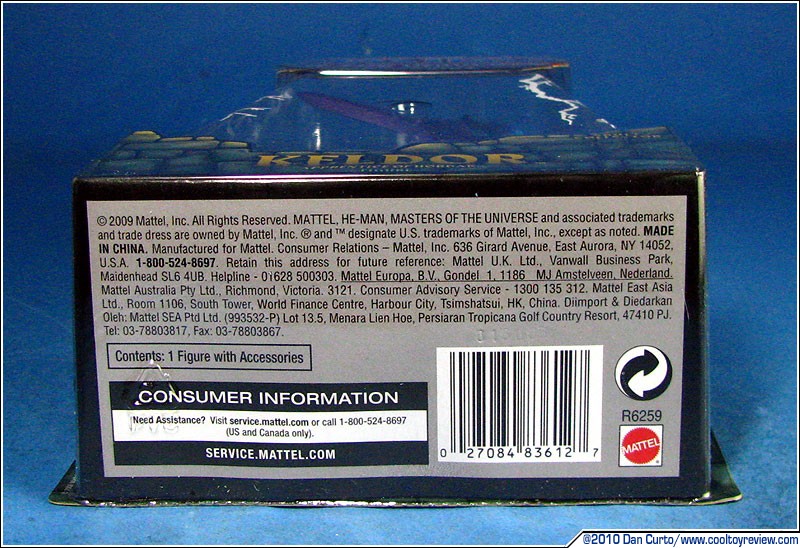 KELDOR
© 2009 Mattel, Inc. All Rights Reserved. MATTEL, HE-MAN, MASTERS OF THE UNIVERSE and associated trademarks
and trade dress are owned by Mattel, Inc. ® and ™ designate U.S. trademarks of Mattel, Inc., except as noted. MADE
IN CHINA. Manufactured for Mattel. Consumer Relations – Mattel, Inc. 636 Girard Avenue, East Aurora, NY 14052,
U.S.A. 1-800-524-8697. Retain this address for future reference: Mattel U.K. Ltd., Vanwall Business Park,
Maidenhead SL6 4UB. Helpline - 01628 500303. Mattel Europa, B.V., Gondel 1, 1186 MJ Amstelveen, Nederland.
Mattel Australia Pty Ltd., Richmond, Victoria. 3121. Consumer Advisory Service - 1300 135 312. Mattel East Asia
Ltd., Room 1106, South Tower, World Finance Centre, Harbour City, Tsimshatsui, HK, China. Diimport & Diedarkan
Oleh: Mattel SEA Ptd Ltd. (993532-P) Lot 13.5, Menara Lien Hoe, Persiaran Tropicana Golf Country Resort, 47410 PJ.
Tel: 03-78803817, Fax: 03-78803867.
Contents: 1 Figure with Accessories
CONSUMER INFORMATION
Need Assistance? Visit service.mattel.com or call 1-800-524-8697
(US and Canada only).
SERVICE.MATTEL.COM
0 27084 83612 7
R6259
MATTEL
©2010 Dan Curto/www.cooltoyreview.com